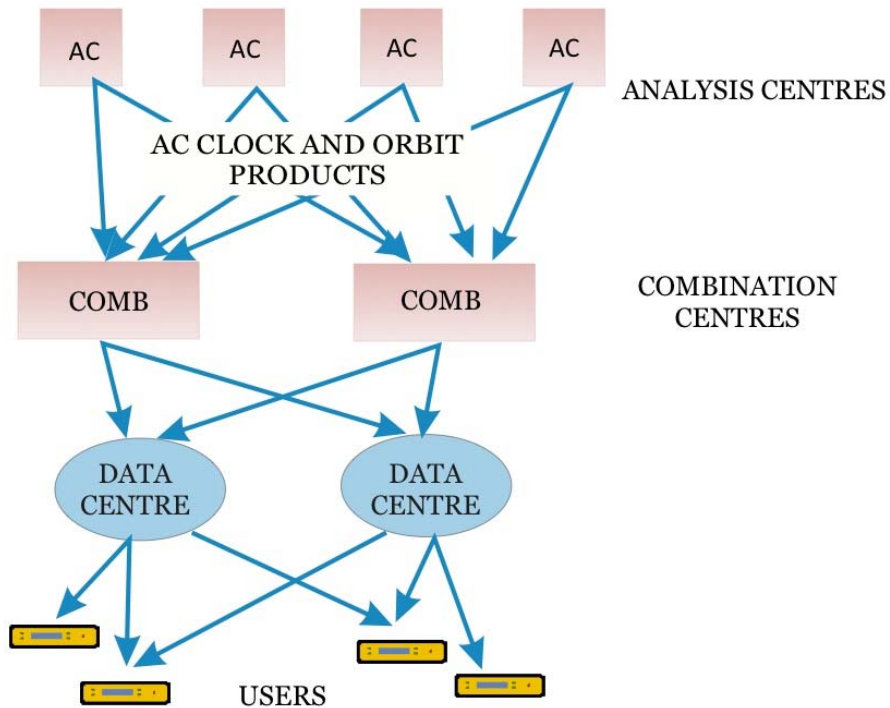 AC
AC
AC
AC
ANALYSIS CENTRES
AC CLOCK AND ORBIT
PRODUCTS
COMB
COMB
COMBINATION
CENTRES
DATA
CENTRE
DATA
CENTRE
USERS